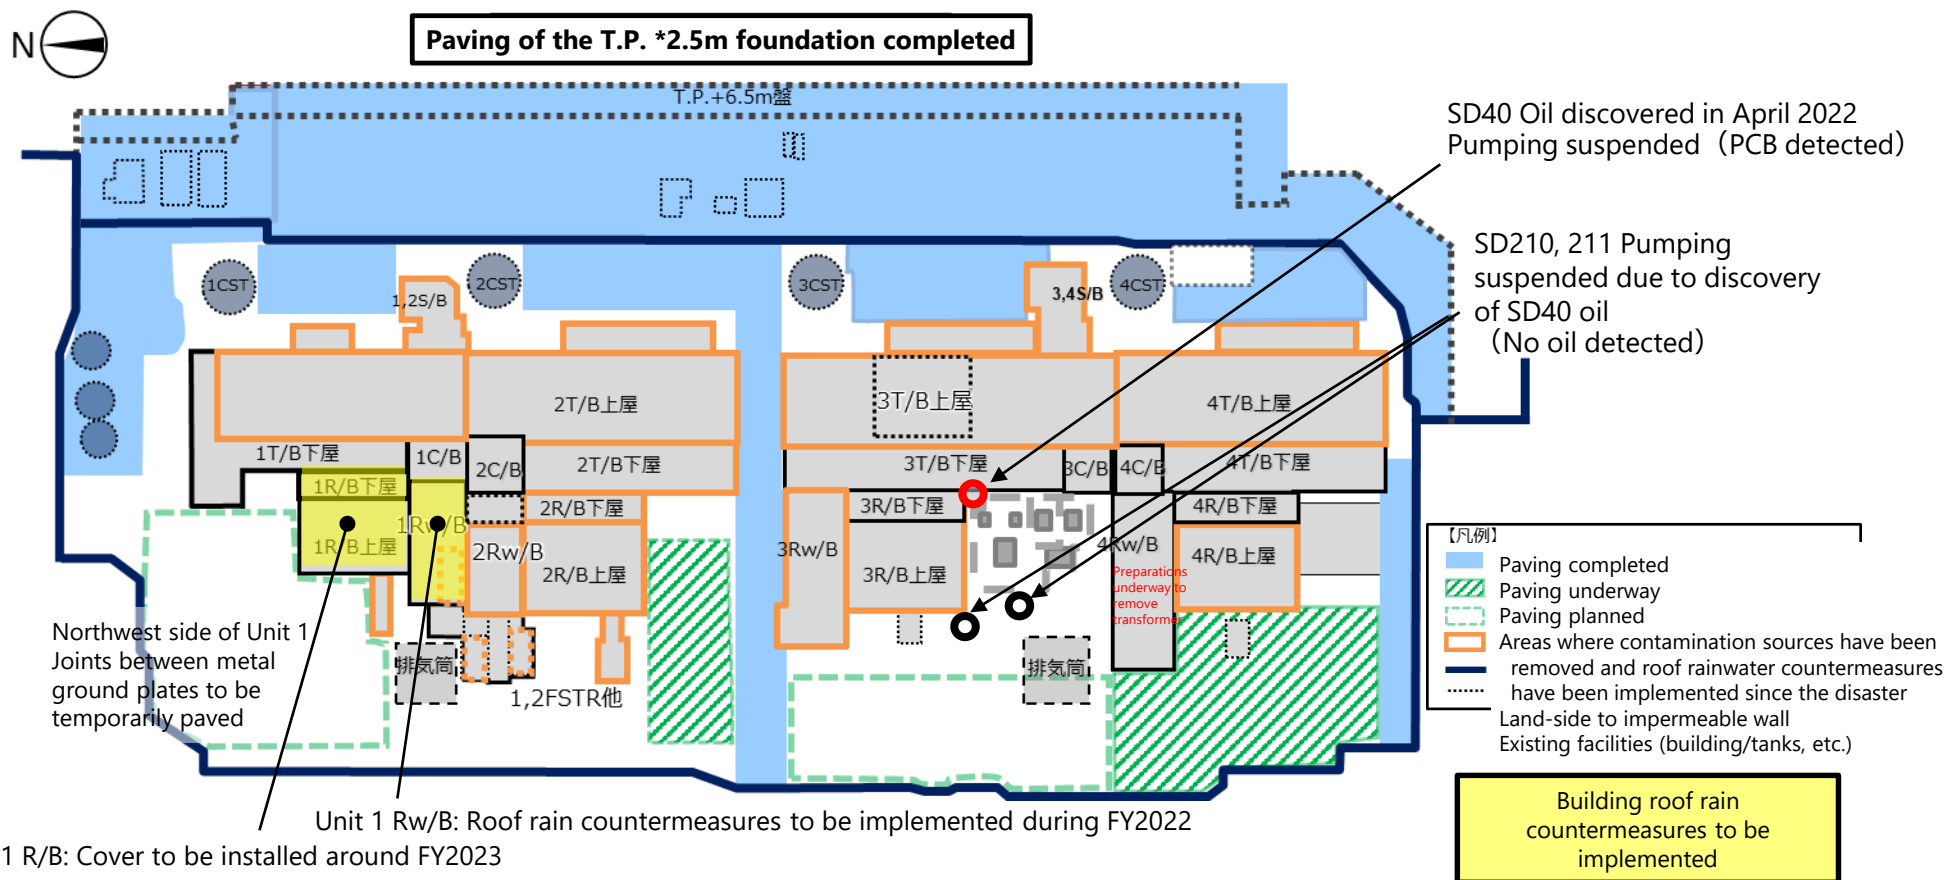 N
Paving of the T.P. *2.5m foundation completed
T.P.+6.5m盤
SD40 Oil discovered in April 2022
Pumping suspended（PCB detected）
SD210, 211 Pumping
suspended due to discovery
of SD40 oil
（No oil detected）
1CST
1,2S/B
2CST
3CST
3,4S/B
4CST
2T/B上屋
3T/B上屋
4T/B上屋
1T/B下屋
1C/B
2C/B
2T/B下屋
3T/B下屋
3C/B
4C/B
4T/B下屋
1R/B下屋
1R/B上屋
1Rw/B
2Rw/B
2R/B下屋
2R/B上屋
3Rw/B
3R/B下屋
3R/B上屋
4Rw/B
4R/B下屋
4R/B上屋
Preparations
underway to
remove
transformer
排気筒
1,2FSTR他
排気筒
Northwest side of Unit 1
Joints between metal
ground plates to be
temporarily paved
【凡例】
Paving completed
Paving underway
Paving planned
Areas where contamination sources have been
removed and roof rainwater countermeasures
have been implemented since the disaster
Land-side to impermeable wall
Existing facilities (building/tanks, etc.)
Unit 1 Rw/B: Roof rain countermeasures to be implemented during FY2022
1 R/B: Cover to be installed around FY2023
Building roof rain
countermeasures to be
implemented